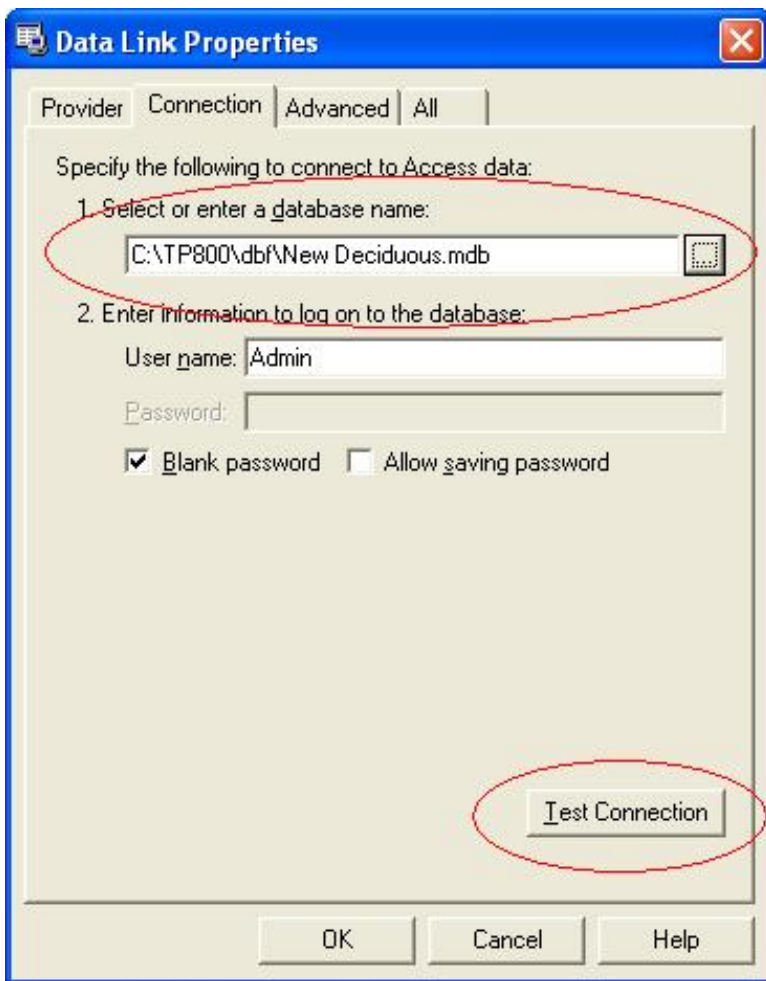 Data Link Properties
Provider Connection Advanced All
Specify the following to connect to Access data:
1. Select or enter a database name:
C:\TP800\dbf\New Deciduous.mdb ...
2. Enter information to log on to the database:
User name: Admin
Password:
Blank password Allow saving password
Test Connection
OK Cancel Help